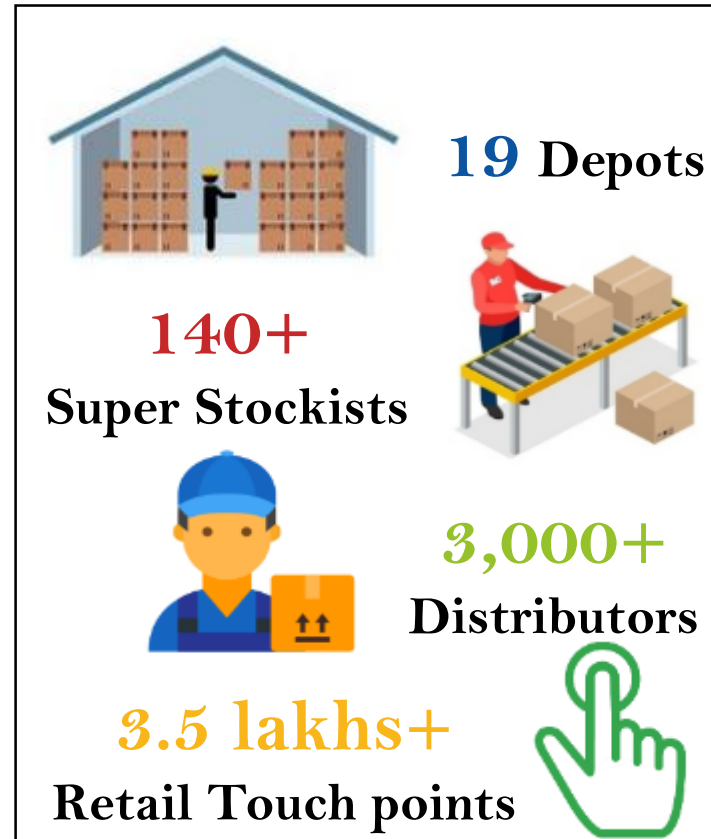 19 Depots
140+
Super Stockists
3,000+
Distributors
3.5 lakhs+
Retail Touch points